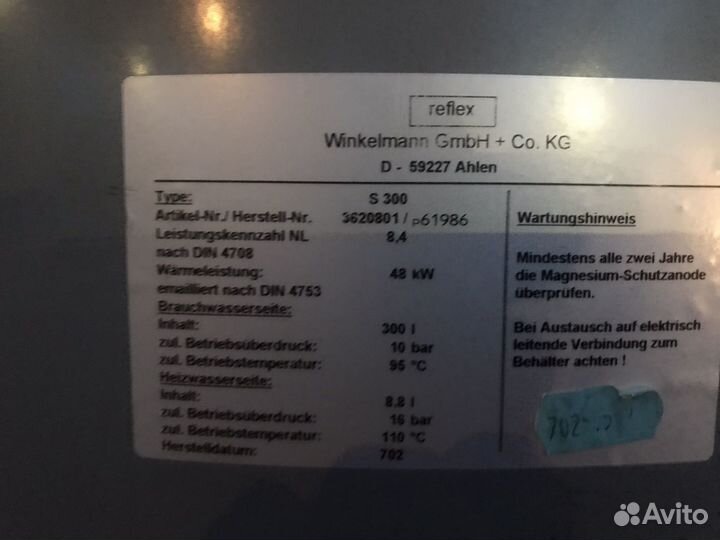 reflex
Winkelmann GmbH + Co. KG
D - 59227 Ahlen
Type: S 300
Artikel-Nr./ Herstell-Nr. 3620801 / p61986
Leistungskennzahl NL 8,4
nach DIN 4708
Wärmeleistung: 48 kW
emailliert nach DIN 4753
Brauchwasserseite:
Inhalt: 300 l
zul. Betriebsüberdruck: 10 bar
zul. Betriebstemperatur: 95 °C
Heizwasserseite:
Inhalt: 8,8 l
zul. Betriebsüberdruck: 16 bar
zul. Betriebstemperatur: 110 °C
Herstelldatum: 702
Wartungshinweis
Mindestens alle zwei Jahre
die Magnesium-Schutzanode
überprüfen.
Bei Austausch auf elektrisch
leitende Verbindung zum
Behälter achten !
702
Avito